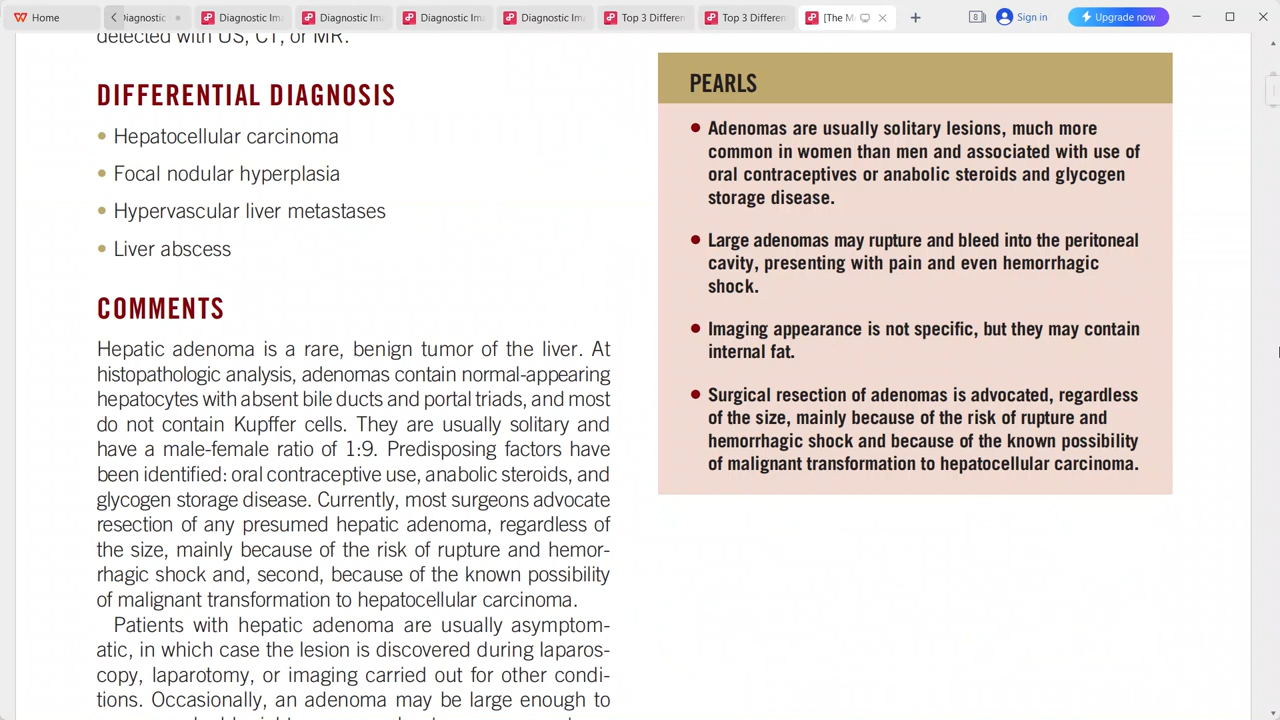 Home
Diagnostic
Diagnostic Im
Diagnostic Im
Diagnostic Im
Diagnostic Im
Top 3 Differen
Top 3 Differen
[The M
8
Sign in
Upgrade now
detected with US, CT, or MR.
DIFFERENTIAL DIAGNOSIS
• Hepatocellular carcinoma
• Focal nodular hyperplasia
• Hypervascular liver metastases
• Liver abscess
COMMENTS
Hepatic adenoma is a rare, benign tumor of the liver. At
histopathologic analysis, adenomas contain normal-appearing
hepatocytes with absent bile ducts and portal triads, and most
do not contain Kupffer cells. They are usually solitary and
have a male-female ratio of 1:9. Predisposing factors have
been identified: oral contraceptive use, anabolic steroids, and
glycogen storage disease. Currently, most surgeons advocate
resection of any presumed hepatic adenoma, regardless of
the size, mainly because of the risk of rupture and hemor-
rhagic shock and, second, because of the known possibility
of malignant transformation to hepatocellular carcinoma.
Patients with hepatic adenoma are usually asymptom-
atic, in which case the lesion is discovered during laparos-
copy, laparotomy, or imaging carried out for other condi-
tions. Occasionally, an adenoma may be large enough to
PEARLS
• Adenomas are usually solitary lesions, much more
common in women than men and associated with use of
oral contraceptives or anabolic steroids and glycogen
storage disease.
• Large adenomas may rupture and bleed into the peritoneal
cavity, presenting with pain and even hemorrhagic
shock.
• Imaging appearance is not specific, but they may contain
internal fat.
• Surgical resection of adenomas is advocated, regardless
of the size, mainly because of the risk of rupture and
hemorrhagic shock and because of the known possibility
of malignant transformation to hepatocellular carcinoma.